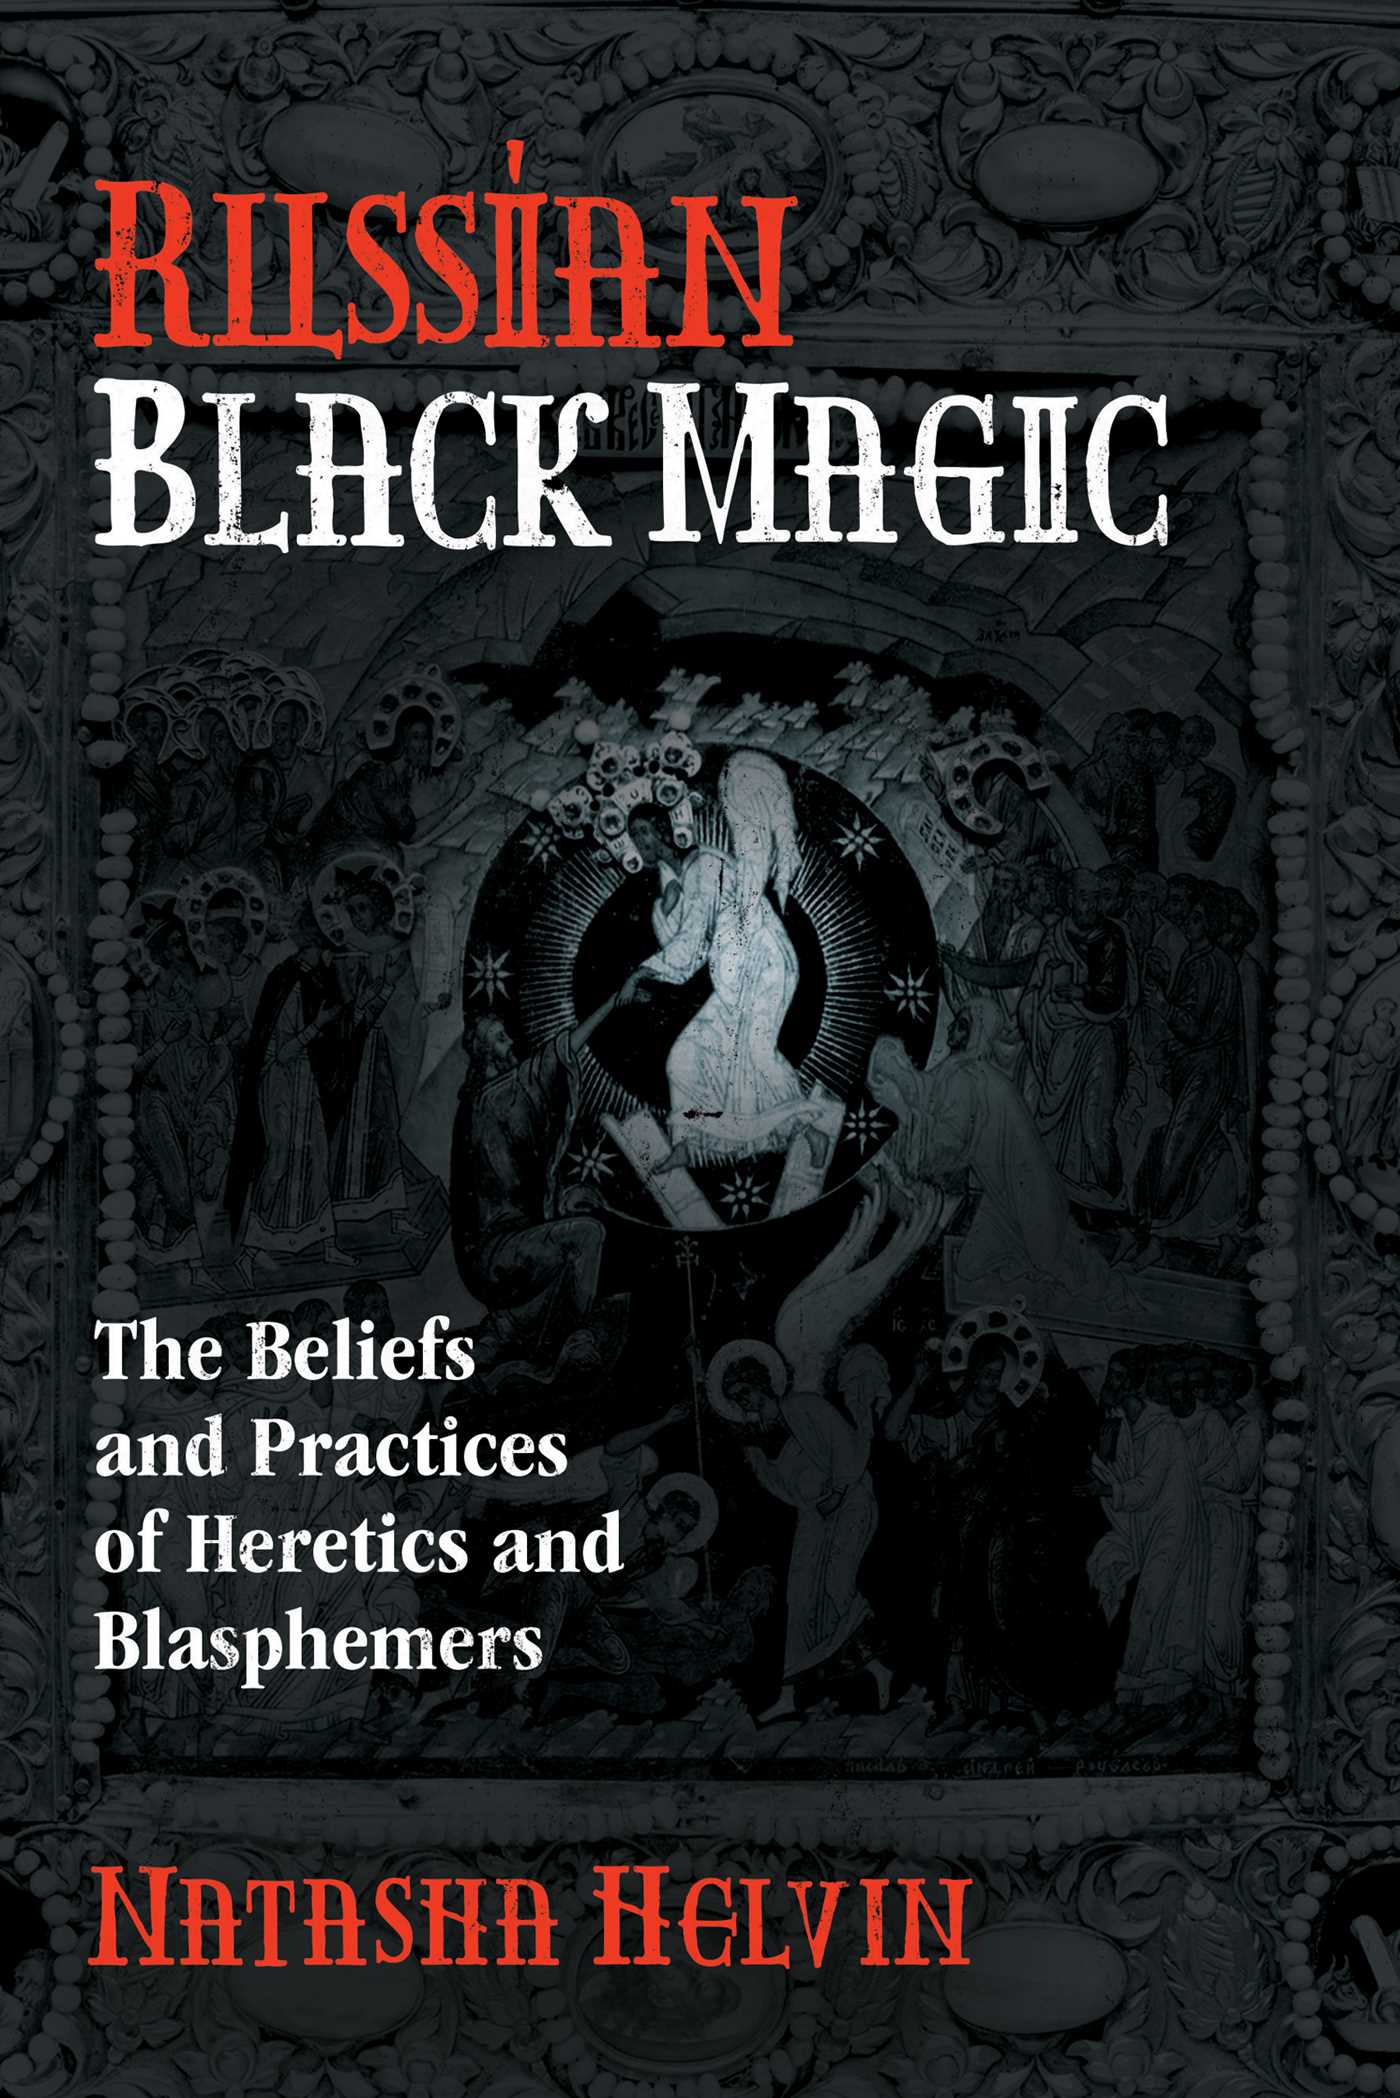 Russian
Black Magic
The Beliefs
and Practices
of Heretics and
Blasphemers
Natasha Helvin